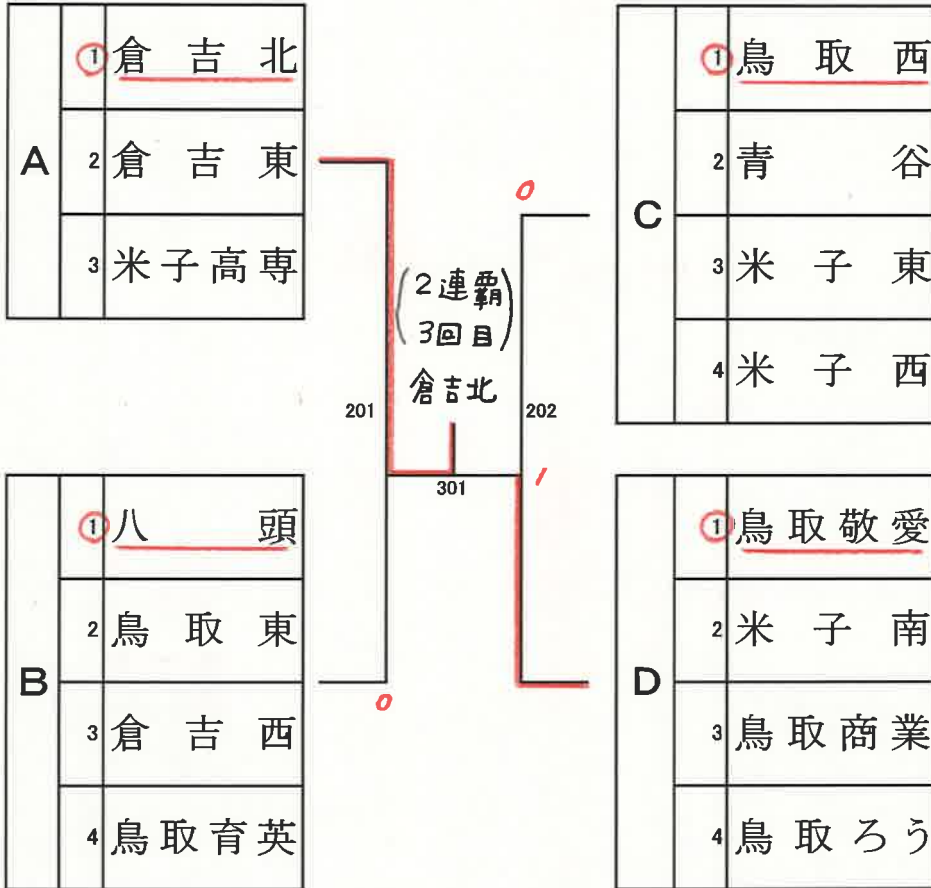 A
① 倉吉北
2 倉吉東
3 米子高専
B
① 八頭
2 鳥取東
3 倉吉西
4 鳥取育英
(2連覇
3回目)
倉吉北
201
202
301
0
0
1
C
① 鳥取西
2 青谷
3 米子東
4 米子西
D
① 鳥取敬愛
2 米子南
3 鳥取商業
4 鳥取ろう